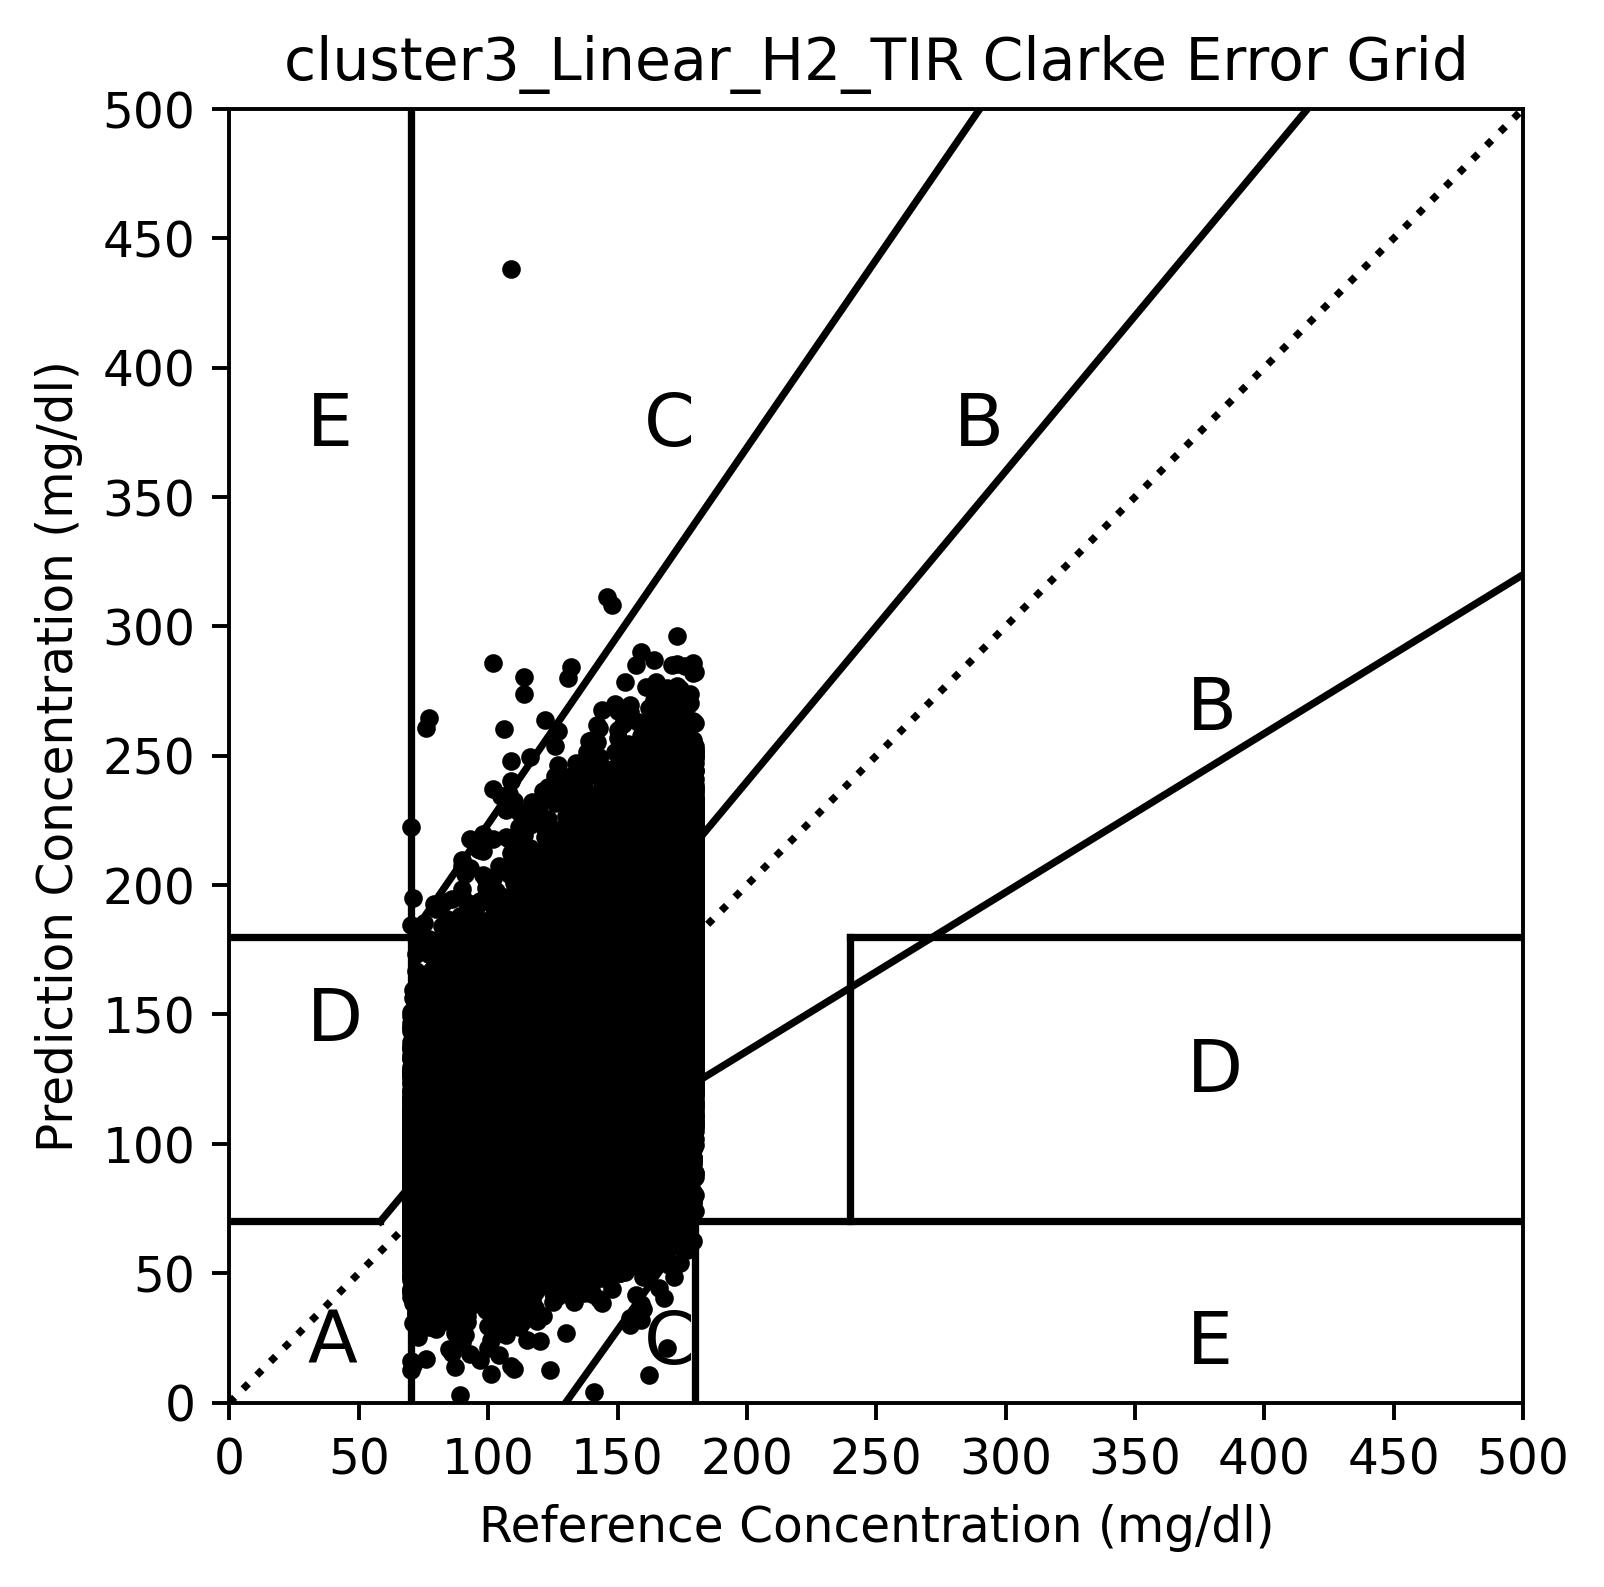 cluster3_Linear_H2_TIR Clarke Error Grid
500
450
400
350
300
250
200
150
100
50
0
Prediction Concentration (mg/dl)
E
C
B
B
D
D
A
C
E
0 50 100 150 200 250 300 350 400 450 500
Reference Concentration (mg/dl)